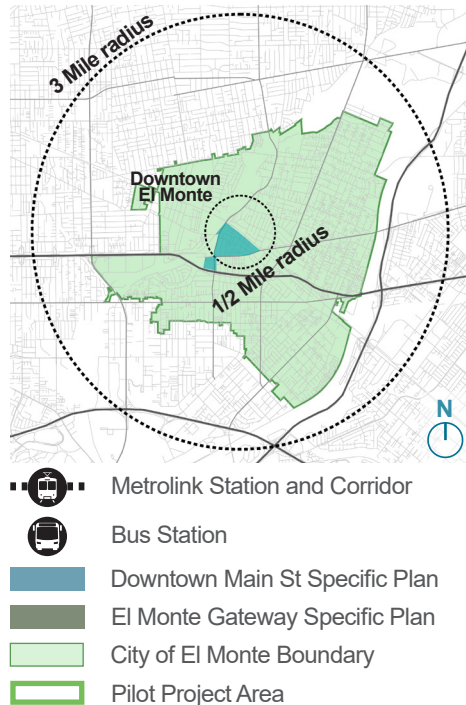 3 Mile radius
Downtown
El Monte
1/2 Mile radius
N
Metrolink Station and Corridor
Bus Station
Downtown Main St Specific Plan
El Monte Gateway Specific Plan
City of El Monte Boundary
Pilot Project Area